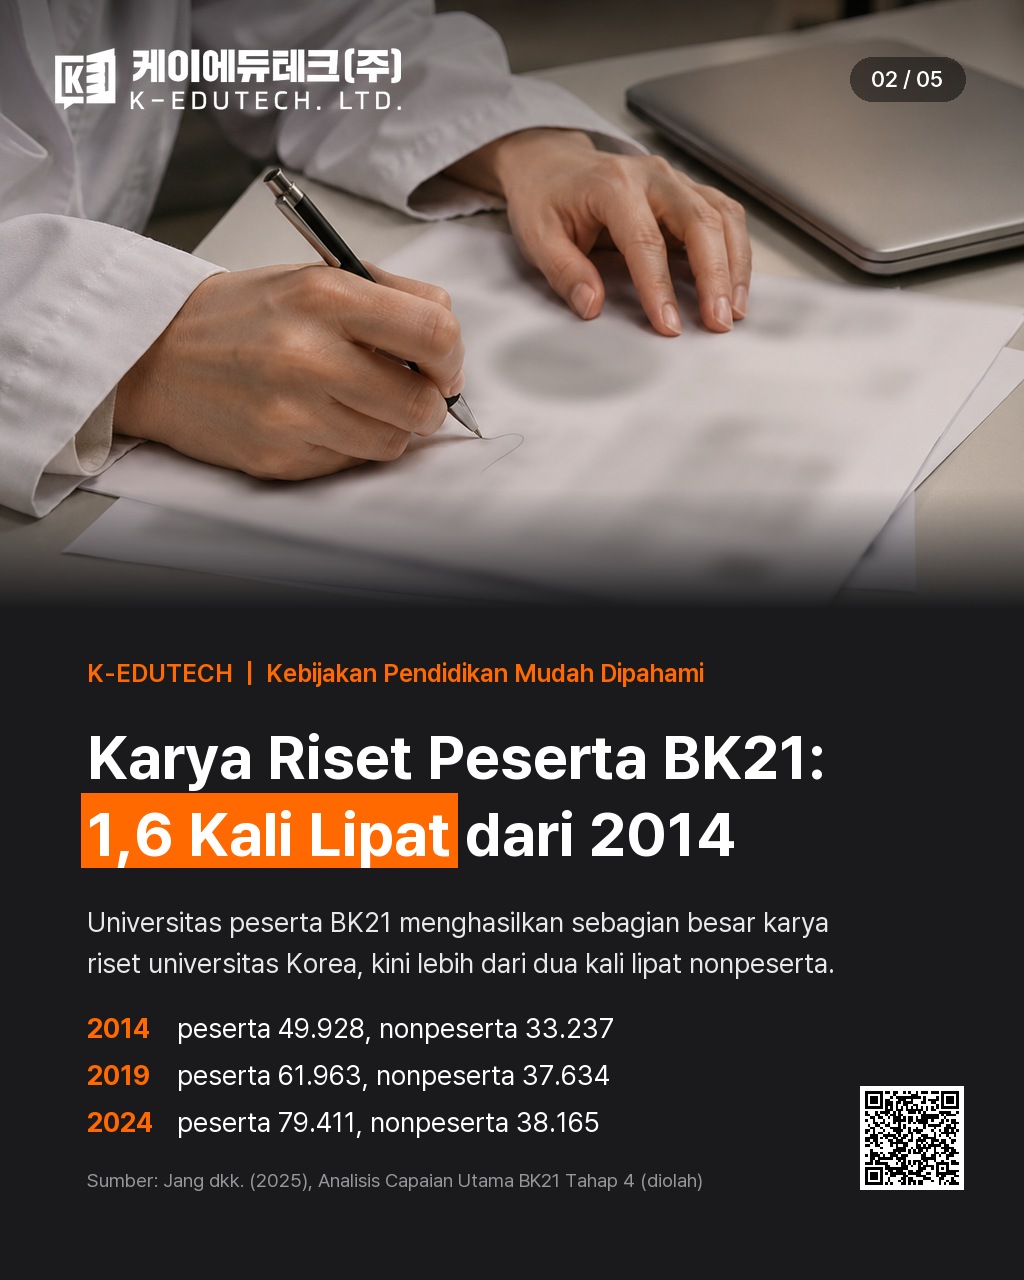 케이에듀테크(주)
K-EDUTECH. LTD.
02 / 05
K-EDUTECH | Kebijakan Pendidikan Mudah Dipahami
Karya Riset Peserta BK21:
1,6 Kali Lipat dari 2014
Universitas peserta BK21 menghasilkan sebagian besar karya
riset universitas Korea, kini lebih dari dua kali lipat nonpeserta.
2014 peserta 49.928, nonpeserta 33.237
2019 peserta 61.963, nonpeserta 37.634
2024 peserta 79.411, nonpeserta 38.165
Sumber: Jang dkk. (2025), Analisis Capaian Utama BK21 Tahap 4 (diolah)